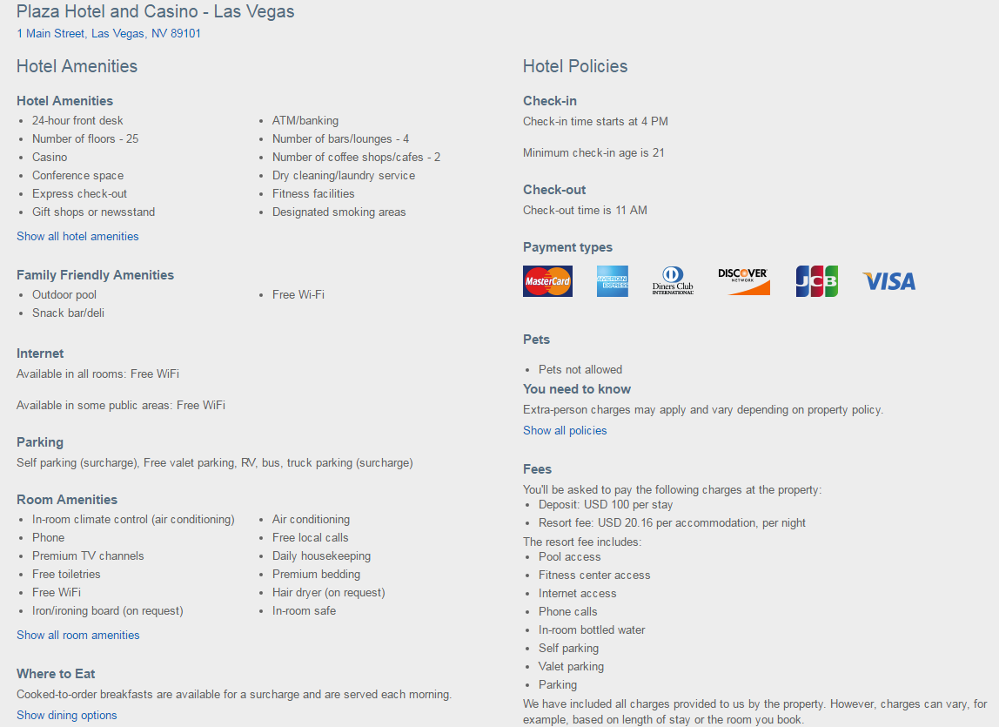 Plaza Hotel and Casino - Las Vegas
1 Main Street, Las Vegas, NV 89101
Hotel Amenities
Hotel Amenities
24-hour front desk
Number of floors - 25
Casino
Conference space
Express check-out
Gift shops or newsstand
ATM/banking
Number of bars/lounges - 4
Number of coffee shops/cafes - 2
Dry cleaning/laundry service
Fitness facilities
Designated smoking areas
Show all hotel amenities
Family Friendly Amenities
Outdoor pool
Snack bar/deli
Free Wi-Fi
Internet
Available in all rooms: Free WiFi
Available in some public areas: Free WiFi
Parking
Self parking (surcharge), Free valet parking, RV, bus, truck parking (surcharge)
Room Amenities
In-room climate control (air conditioning)
Phone
Premium TV channels
Free toiletries
Free WiFi
Iron/ironing board (on request)
Air conditioning
Free local calls
Daily housekeeping
Premium bedding
Hair dryer (on request)
In-room safe
Show all room amenities
Where to Eat
Cooked-to-order breakfasts are available for a surcharge and are served each morning.
Show dining options
Hotel Policies
Check-in
Check-in time starts at 4 PM
Minimum check-in age is 21
Check-out
Check-out time is 11 AM
Payment types
MasterCard
AMERICAN EXPRESS
Diners Club
INTERNATIONAL
DISCOVER
NETWORK
JCB
VISA
Pets
Pets not allowed
You need to know
Extra-person charges may apply and vary depending on property policy.
Show all policies
Fees
You'll be asked to pay the following charges at the property:
Deposit: USD 100 per stay
Resort fee: USD 20.16 per accommodation, per night
The resort fee includes:
Pool access
Fitness center access
Internet access
Phone calls
In-room bottled water
Self parking
Valet parking
Parking
We have included all charges provided to us by the property. However, charges can vary, for
example, based on length of stay or the room you book.